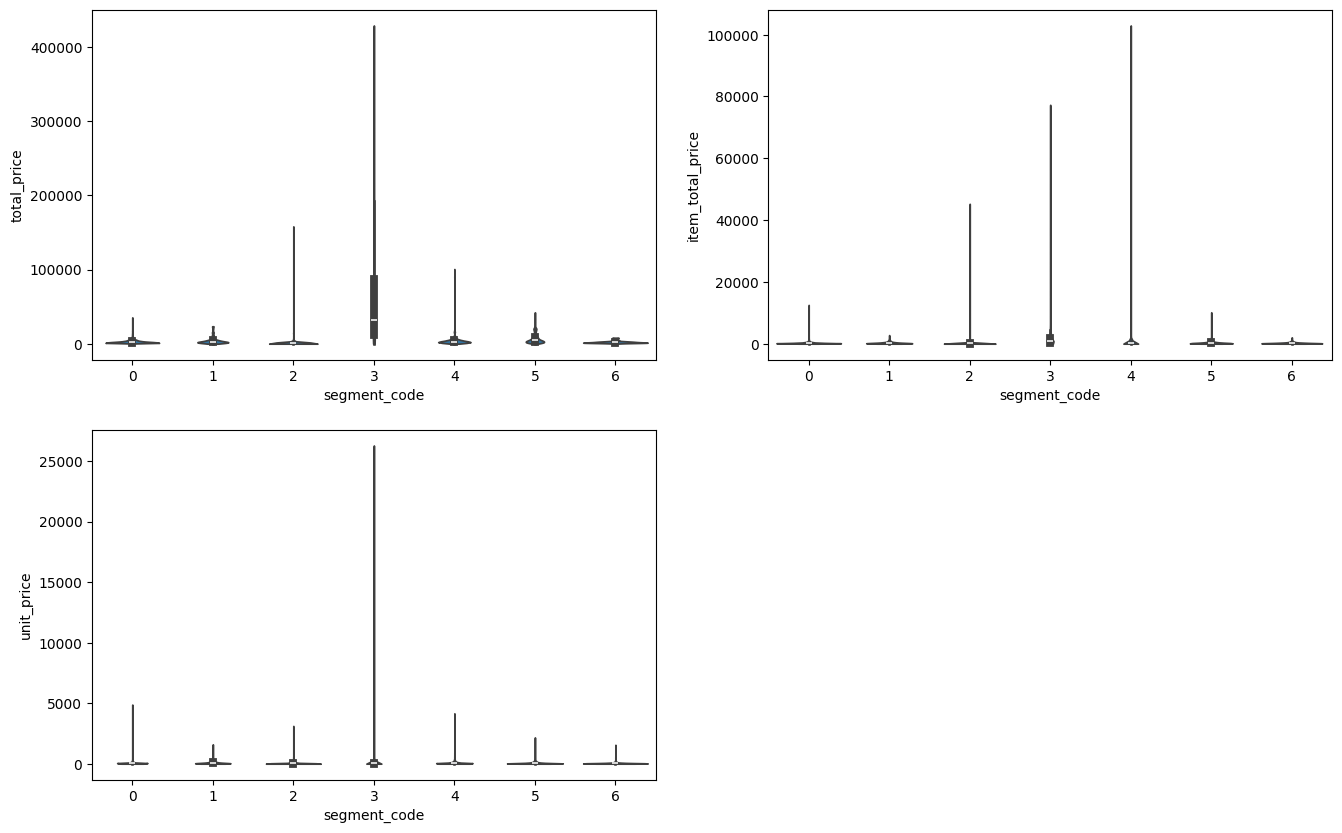 total_price
400000
300000
200000
100000
0
0 1 2 3 4 5 6
segment_code
item_total_price
100000
80000
60000
40000
20000
0
0 1 2 3 4 5 6
segment_code
unit_price
25000
20000
15000
10000
5000
0
0 1 2 3 4 5 6
segment_code